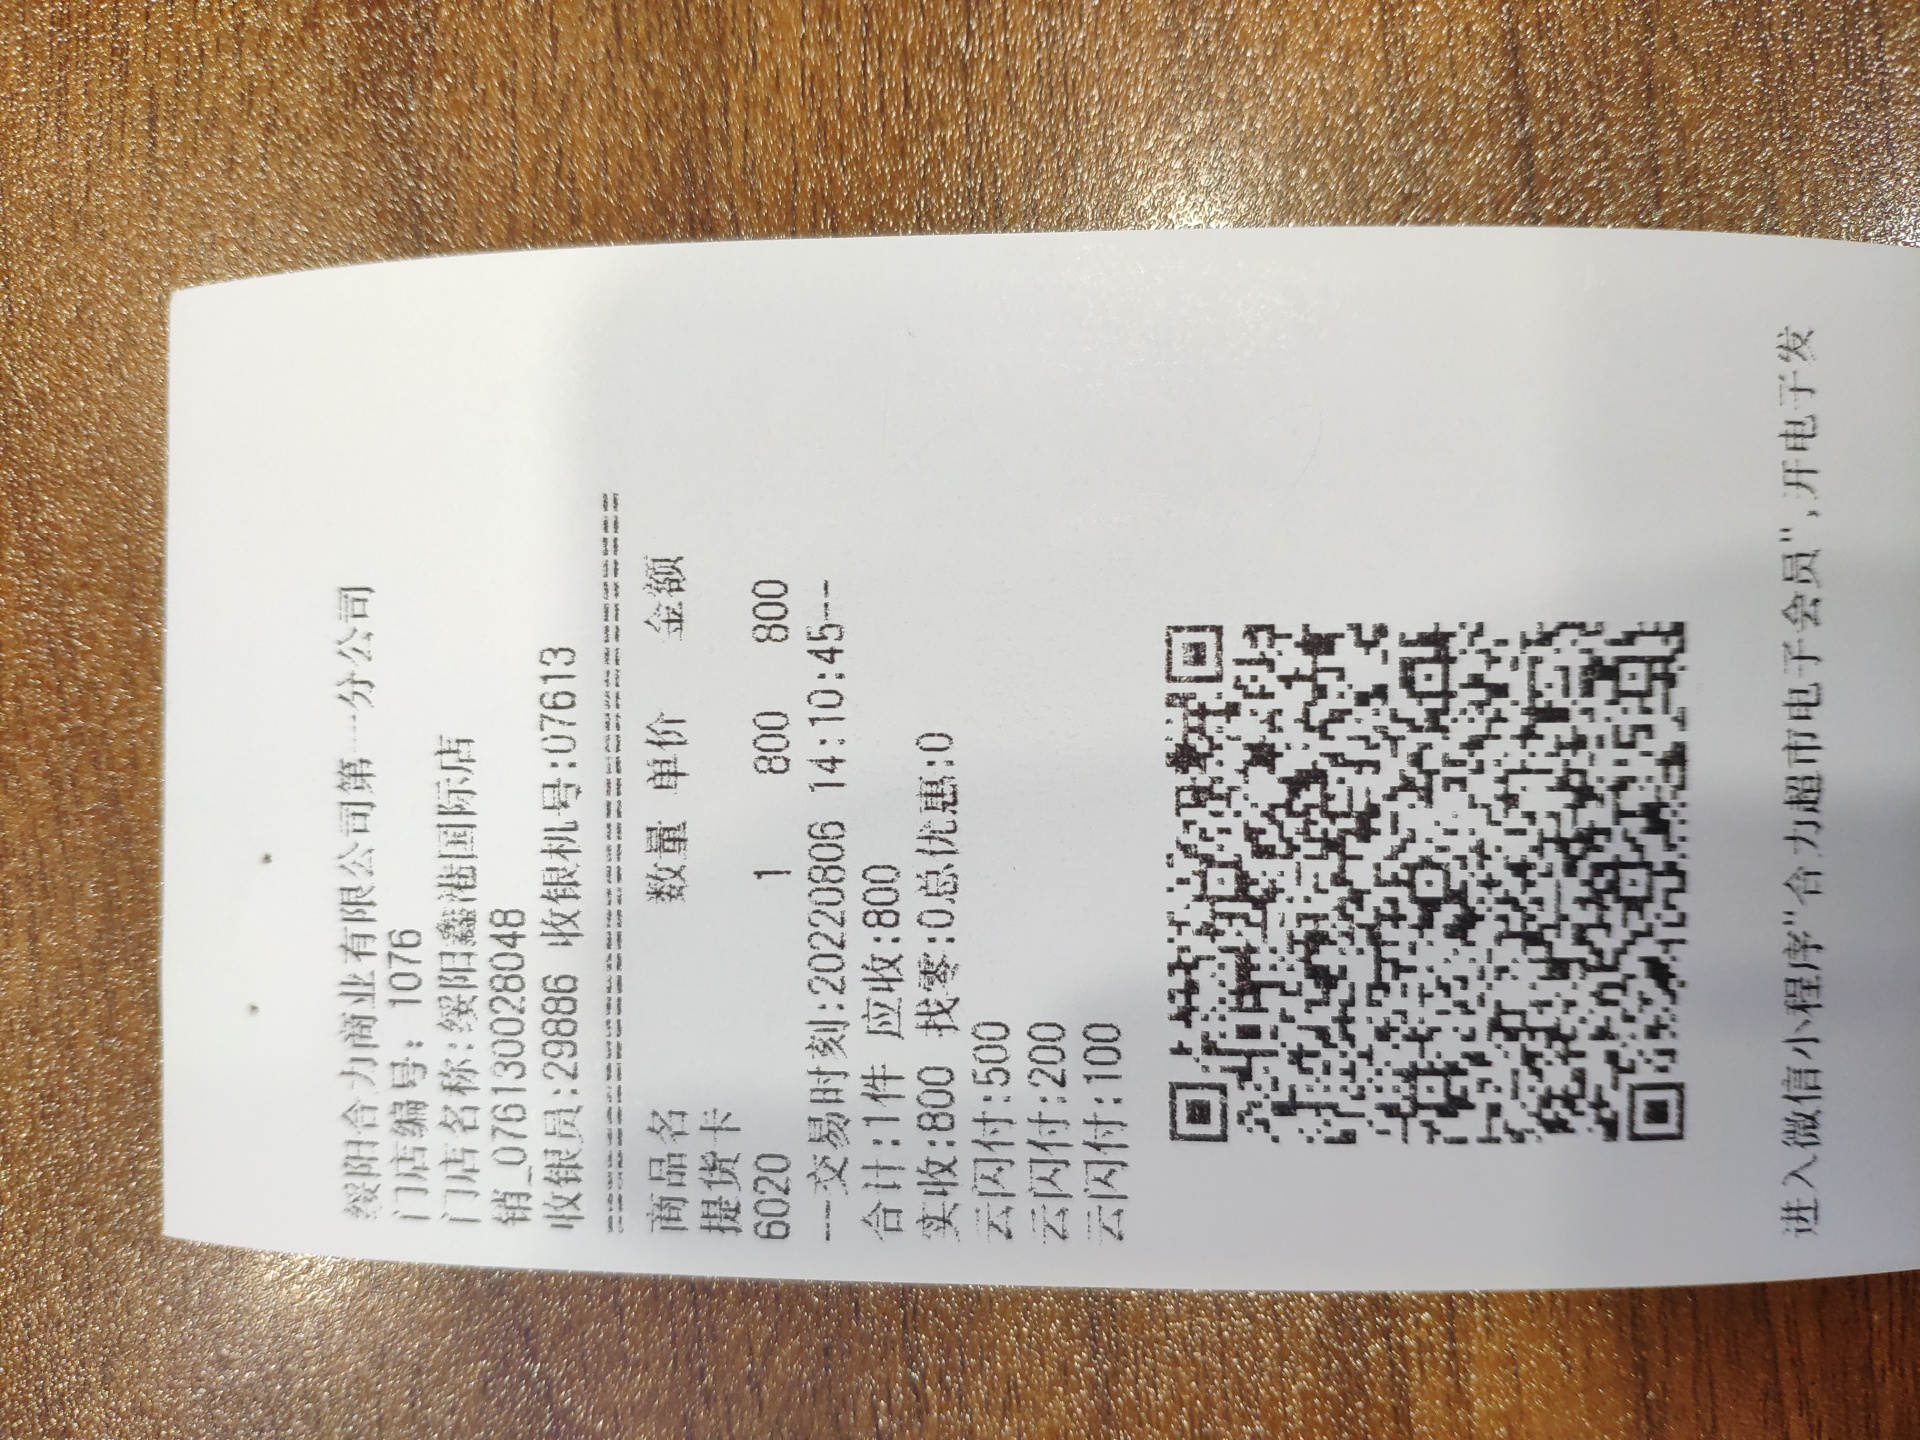 绥阳合力商业有限公司第一分公司
门店编号: 1076
门店名称:绥阳鑫港国际店
销_076130028048
收银员:29886 收银机号:07613
商品名 数量 单价 金额
提货卡
6020 1 800 800
---交易时刻:20220806 14:10:45---
合计:1件 应收:800
实收:800 找零:0总优惠:0
云闪付:500
云闪付:200
云闪付:100
进入微信小程序"合力超市电子会员",开电子发